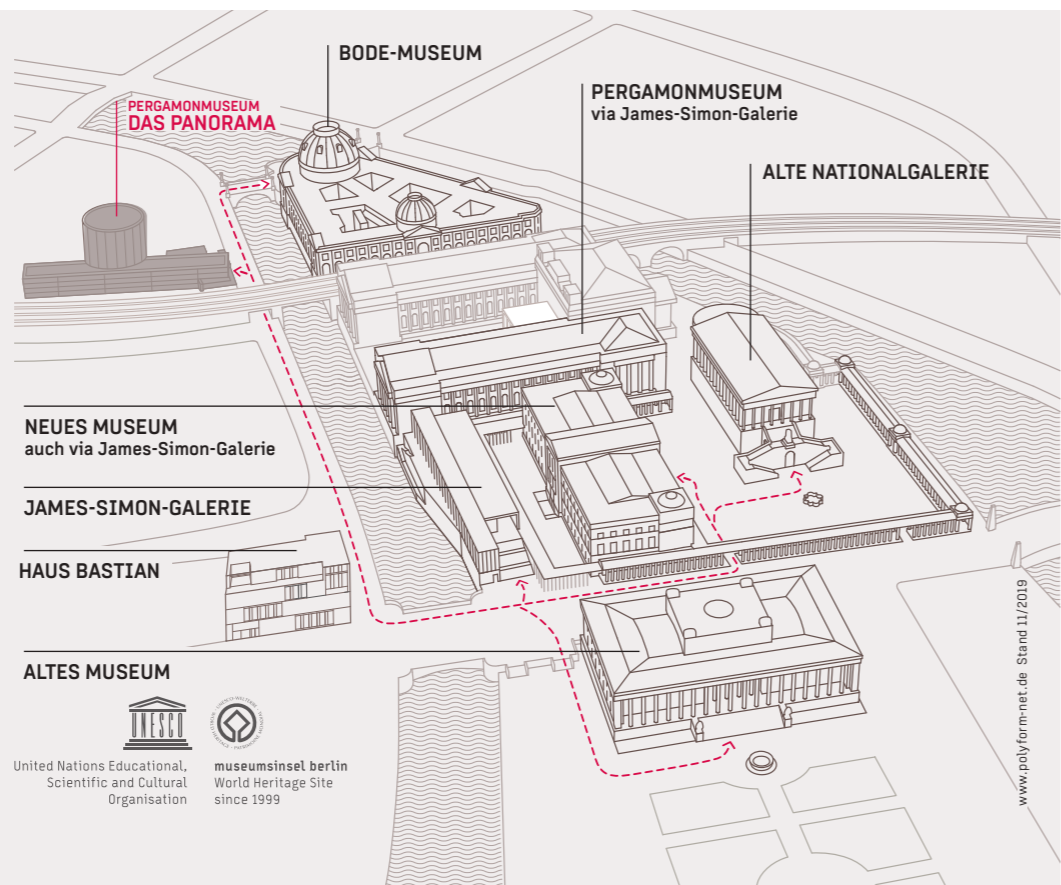 BODE-MUSEUM
PERGAMONMUSEUM
DAS PANORAMA
PERGAMONMUSEUM
via James-Simon-Galerie
ALTE NATIONALGALERIE
NEUES MUSEUM
auch via James-Simon-Galerie
JAMES-SIMON-GALERIE
HAUS BASTIAN
ALTES MUSEUM
UNESCO
United Nations Educational,
Scientific and Cultural
Organisation
museumsinsel berlin
World Heritage Site
since 1999
www.polyform-net.de Stand 11/2019